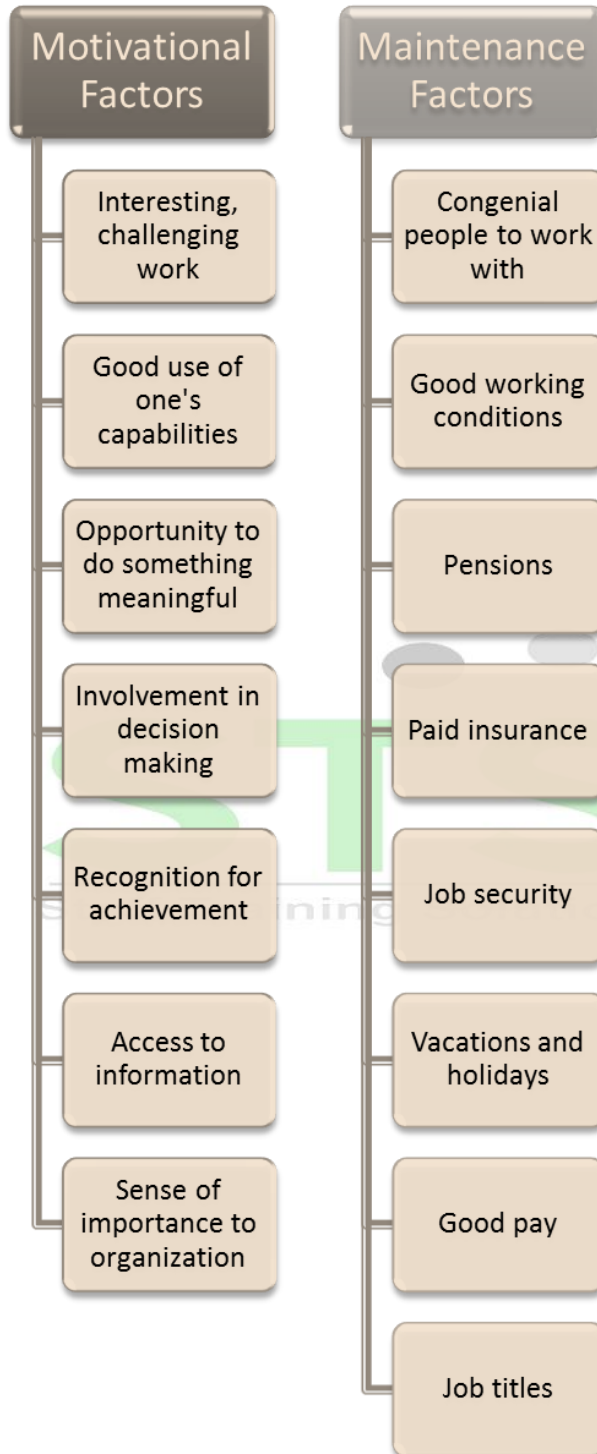 Motivational
Factors
Interesting,
challenging
work
Good use of
one's
capabilities
Opportunity to
do something
meaningful
Involvement in
decision
making
Recognition for
achievement
Access to
information
Sense of
importance to
organization
Maintenance
Factors
Congenial
people to work
with
Good working
conditions
Pensions
Paid insurance
Job security
Vacations and
holidays
Good pay
Job titles